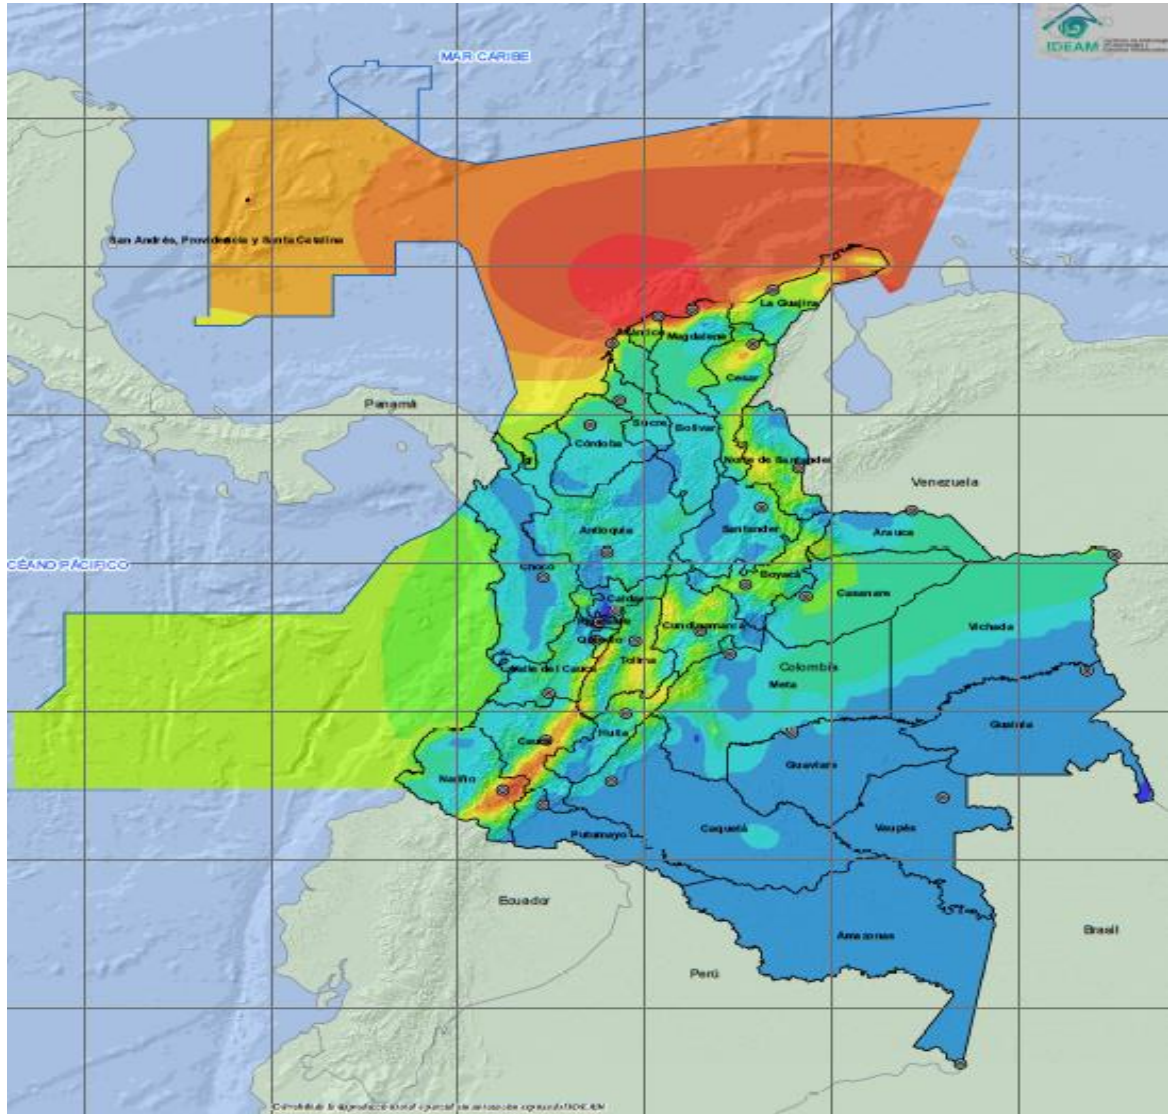 IDEAM
MAR CARIBE
San Andrés, Providencia y Santa Catalina
La Guajira
Atlántico
Magdalena
Cesar
Panamá
Sucre
Bolívar
Córdoba
Norte de Santander
Venezuela
Antioquia
Santander
Arauca
OCÉANO PÁCIFICO
Chocó
Boyacá
Caldas
Casanare
Cundinamarca
Vichada
Quindío
Tolima
Valle del Cauca
Colombia
Meta
Guainía
Cauca
Huila
Guaviare
Nariño
Putumayo
Caquetá
Vaupés
Ecuador
Amazonas
Brasil
Perú